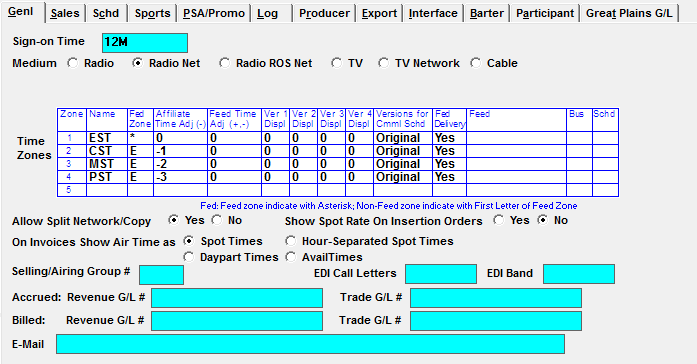 Genl Sales Schd Sports PSA/Promo Log Producer Export Interface Barter Participant Great Plains G/L
Sign-on Time 12M
Medium Radio Radio Net Radio ROS Net TV TV Network Cable
Time Zones
Zone Name Fed Zone Affiliate Time Adj (-) Feed Time Adj (+,-) Ver 1 Displ Ver 2 Displ Ver 3 Displ Ver 4 Displ Versions for Cmml Schd Fed Delivery Feed Bus Schd
1 EST * 0 0 0 0 0 0 Original Yes
2 CST E -1 0 0 0 0 0 Original Yes
3 MST E -2 0 0 0 0 0 Original Yes
4 PST E -3 0 0 0 0 0 Original Yes
5
Fed: Feed zone indicate with Asterisk; Non-Feed zone indicate with First Letter of Feed Zone
Allow Split Network/Copy Yes No Show Spot Rate On Insertion Orders Yes No
On Invoices Show Air Time as Spot Times Hour-Separated Spot Times
Daypart Times AvailTimes
Selling/Airing Group # EDI Call Letters EDI Band
Accrued: Revenue G/L # Trade G/L #
Billed: Revenue G/L # Trade G/L #
E-Mail